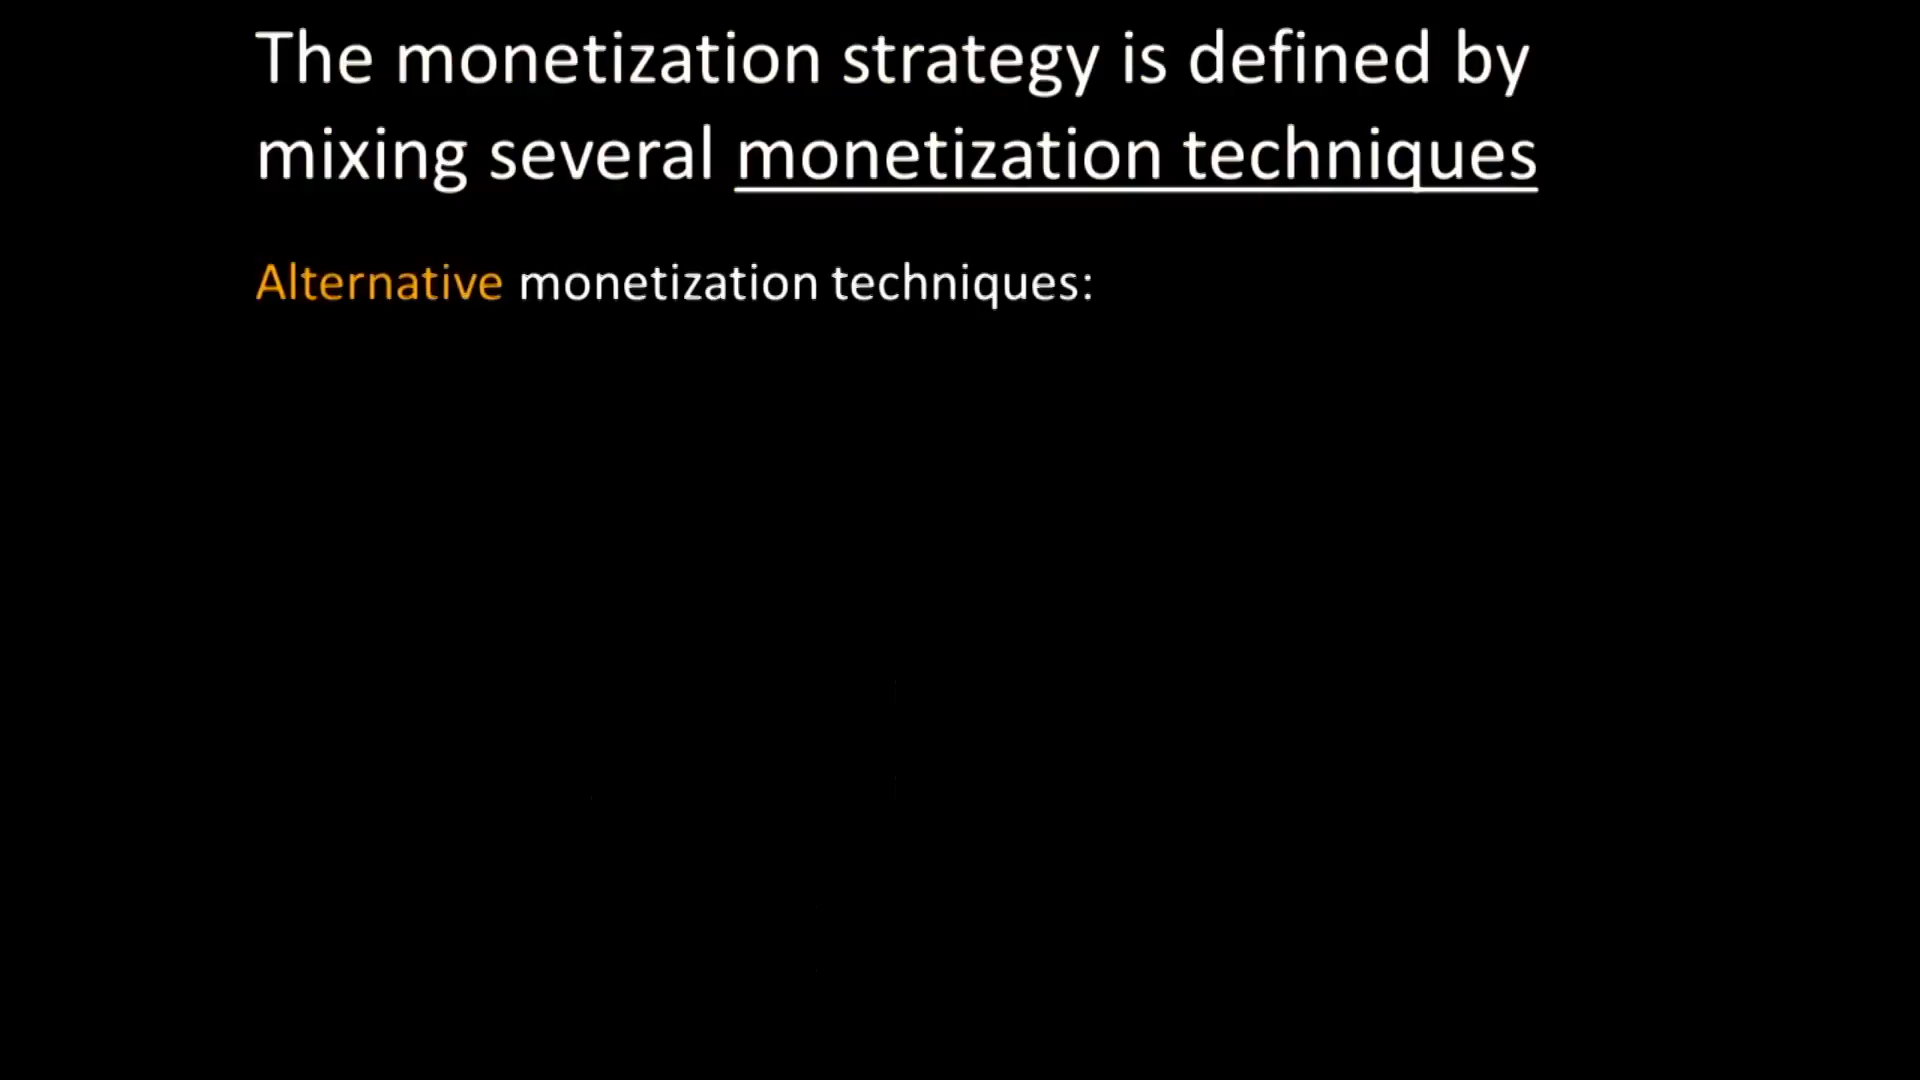 The monetization strategy is defined by
mixing several monetization techniques
Alternative monetization techniques: